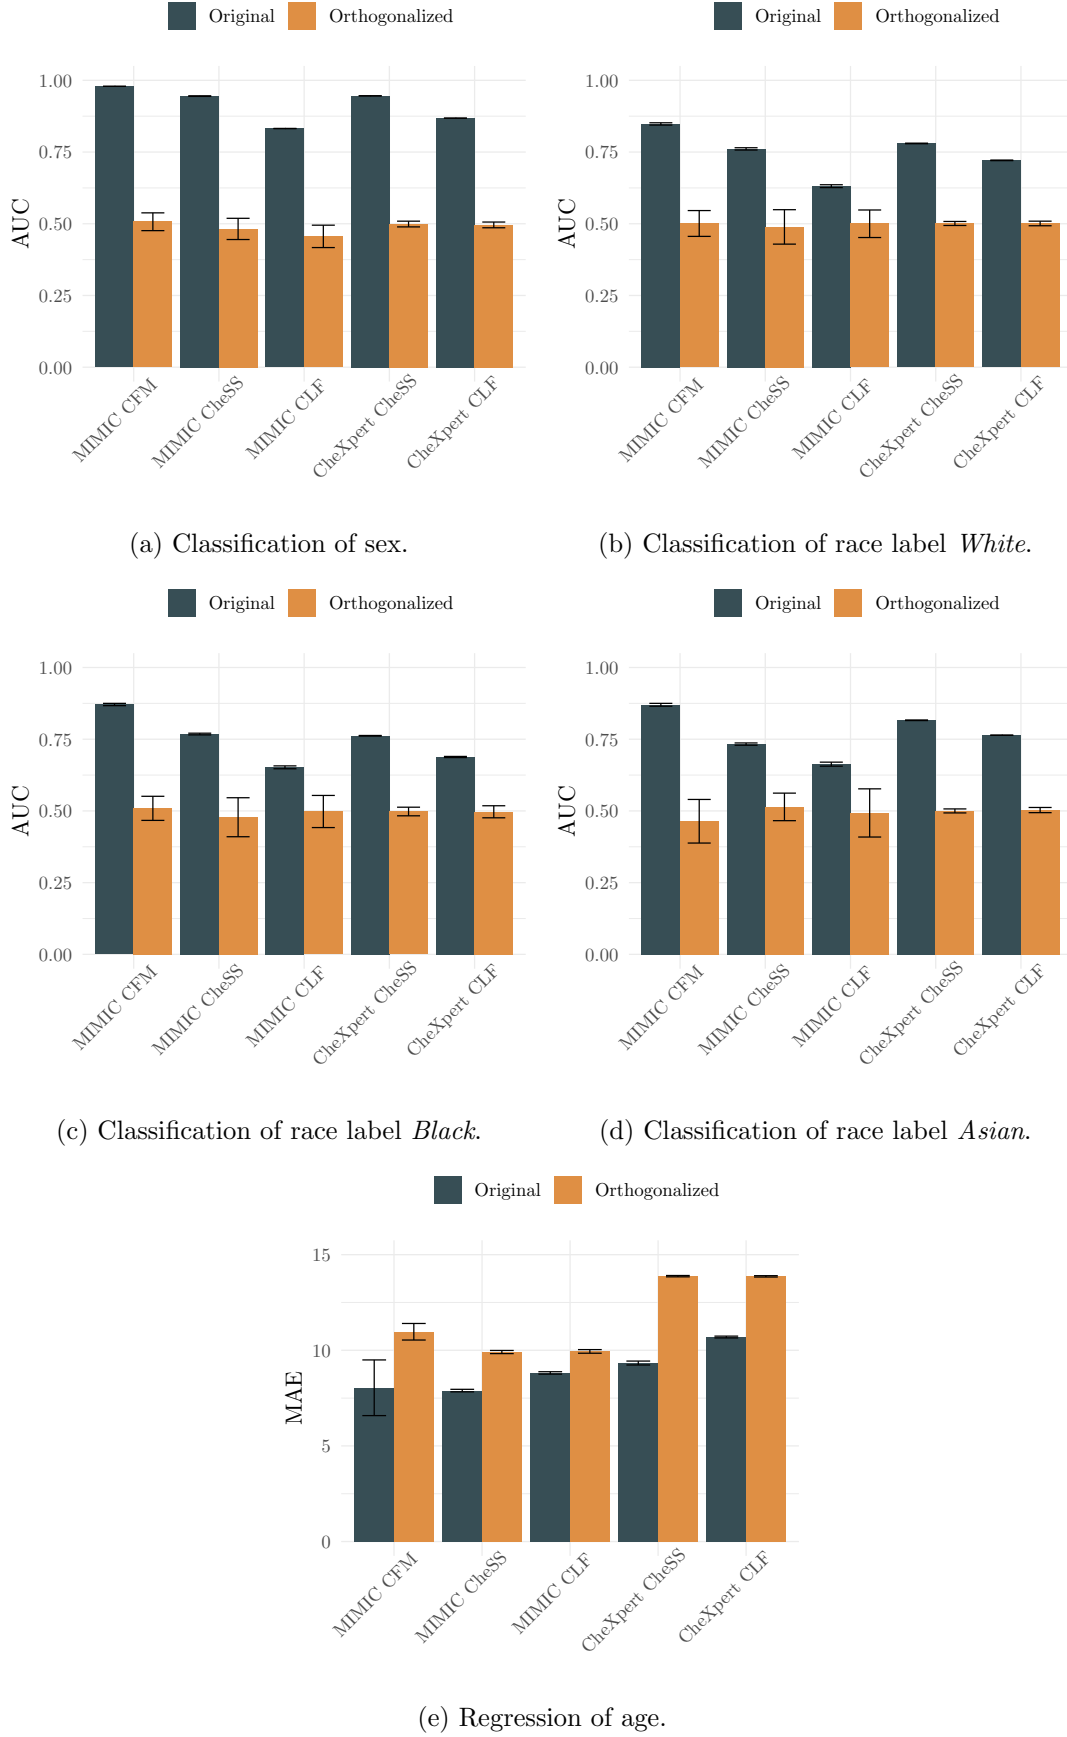 Original Orthogonalized
1.00
0.75
0.50
0.25
0.00
AUC
MIMIC CFM
MIMIC CheSS
MIMIC CLF
CheXpert CheSS
CheXpert CLF
(a) Classification of sex.
Original Orthogonalized
1.00
0.75
0.50
0.25
0.00
AUC
MIMIC CFM
MIMIC CheSS
MIMIC CLF
CheXpert CheSS
CheXpert CLF
(b) Classification of race label White.
Original Orthogonalized
1.00
0.75
0.50
0.25
0.00
AUC
MIMIC CFM
MIMIC CheSS
MIMIC CLF
CheXpert CheSS
CheXpert CLF
(c) Classification of race label Black.
Original Orthogonalized
1.00
0.75
0.50
0.25
0.00
AUC
MIMIC CFM
MIMIC CheSS
MIMIC CLF
CheXpert CheSS
CheXpert CLF
(d) Classification of race label Asian.
Original Orthogonalized
15
10
5
0
MAE
MIMIC CFM
MIMIC CheSS
MIMIC CLF
CheXpert CheSS
CheXpert CLF
(e) Regression of age.